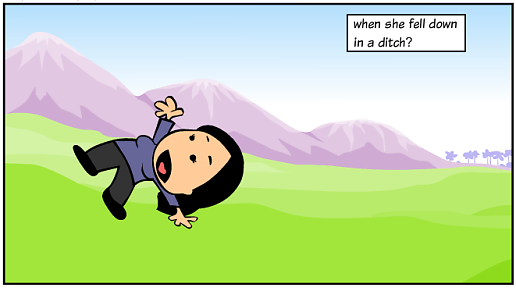 when she fell down
in a ditch?